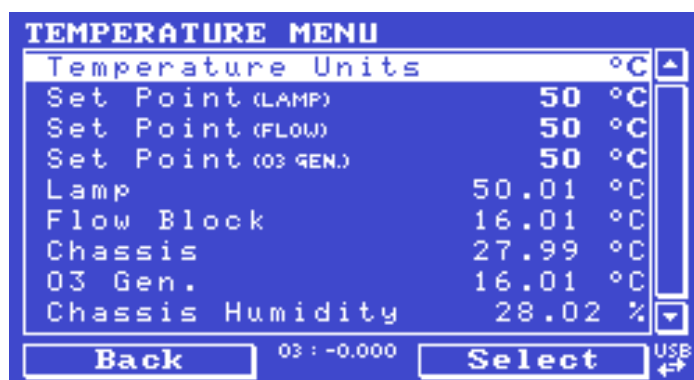 TEMPERATURE MENU
Temperature Units °C
Set Point (LAMP) 50 °C
Set Point (FLOW) 50 °C
Set Point (O3 GEN.) 50 °C
Lamp 50.01 °C
Flow Block 16.01 °C
Chassis 27.99 °C
O3 Gen. 16.01 °C
Chassis Humidity 28.02 %
Back O3:-0.000 Select USB